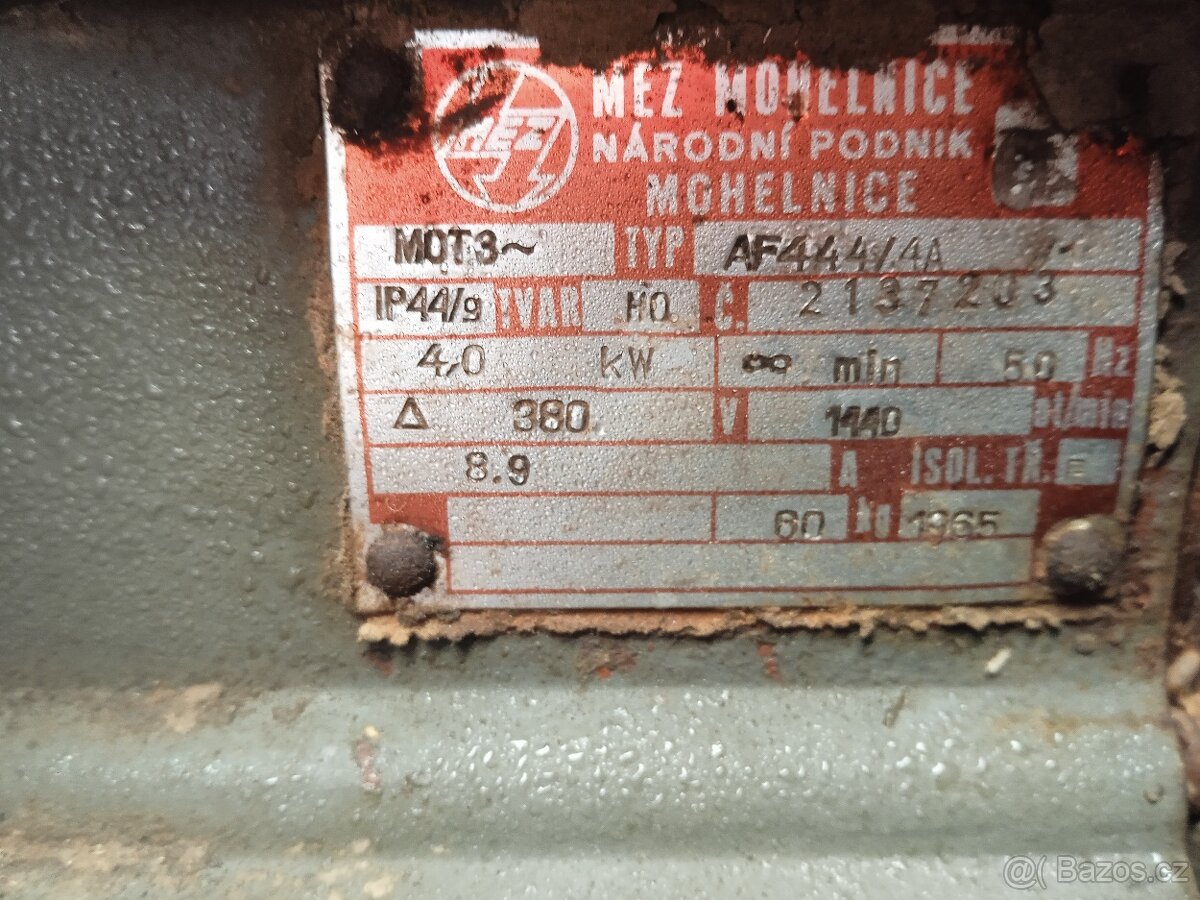 MEZ
MEZ MOHELNICE
NÁRODNÍ PODNIK
MOHELNICE
MOT3~ TYP AF444/4A
IP44/g TVAR HO Č. 2137203
4,0 kW ∞ min 50 Hz
Δ 380 V 1440 ot/min
8.9 A ISOL. TŘ. E
60 kg 1965
@( Bazos.cz